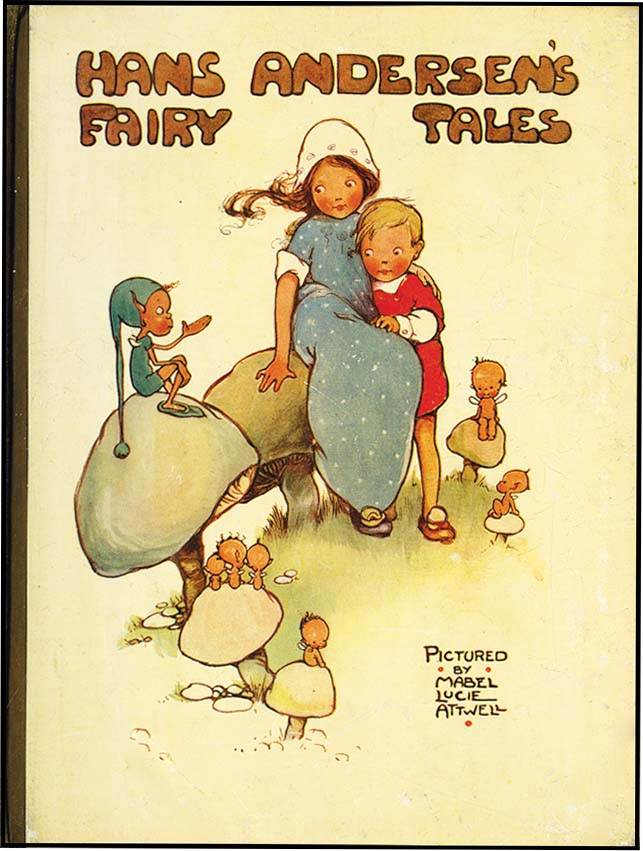 HANS ANDERSEN'S
FAIRY TALES
PICTURED
BY
MABEL
LUCIE
ATTWELL